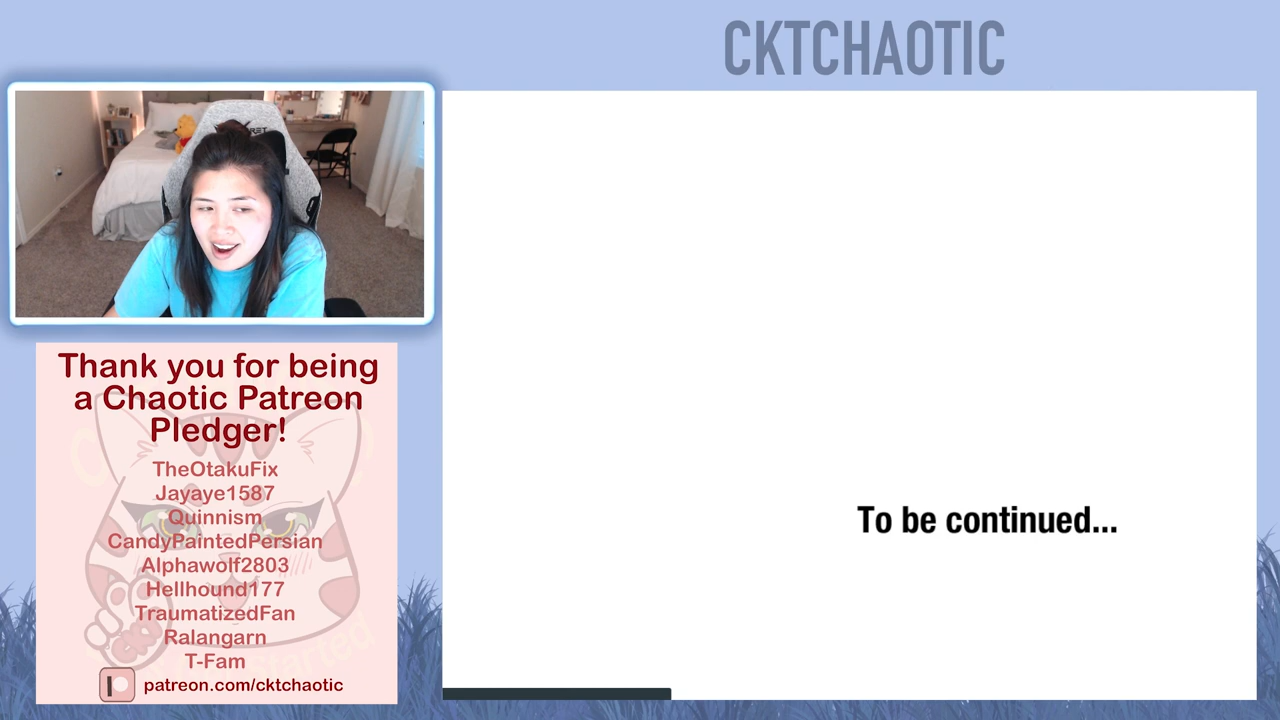 CKTCHAOTIC
Thank you for being
a Chaotic Patreon
Pledger!
TheOtakuFix
Jayaye1587
Quinnism
CandyPaintedPersian
Alphawolf2803
Hellhound177
TraumatizedFan
Ralangarn
T-Fam
patreon.com/cktchaotic
To be continued...